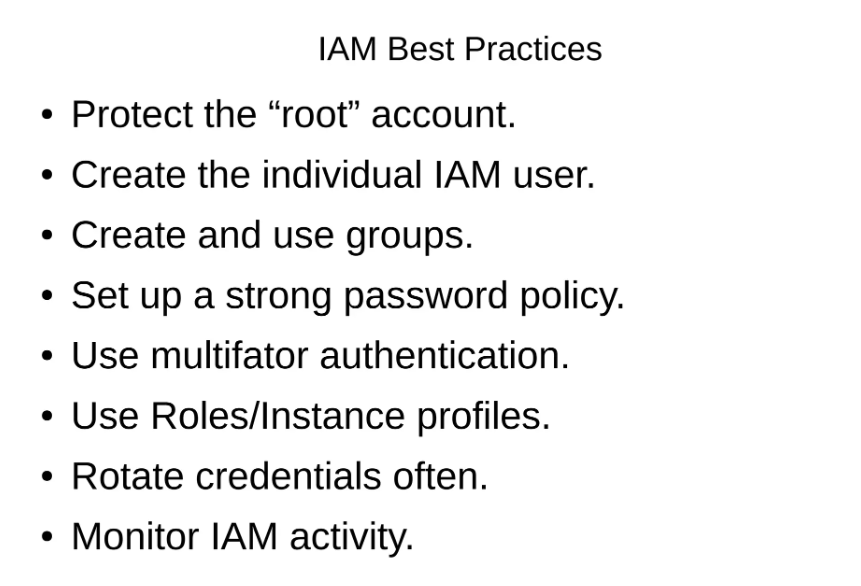 IAM Best Practices
• Protect the “root” account.
• Create the individual IAM user.
• Create and use groups.
• Set up a strong password policy.
• Use multifator authentication.
• Use Roles/Instance profiles.
• Rotate credentials often.
• Monitor IAM activity.